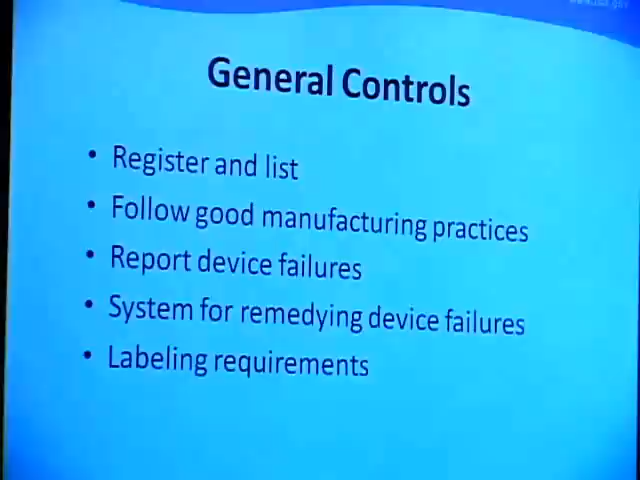 General Controls
• Register and list
• Follow good manufacturing practices
• Report device failures
• System for remedying device failures
• Labeling requirements